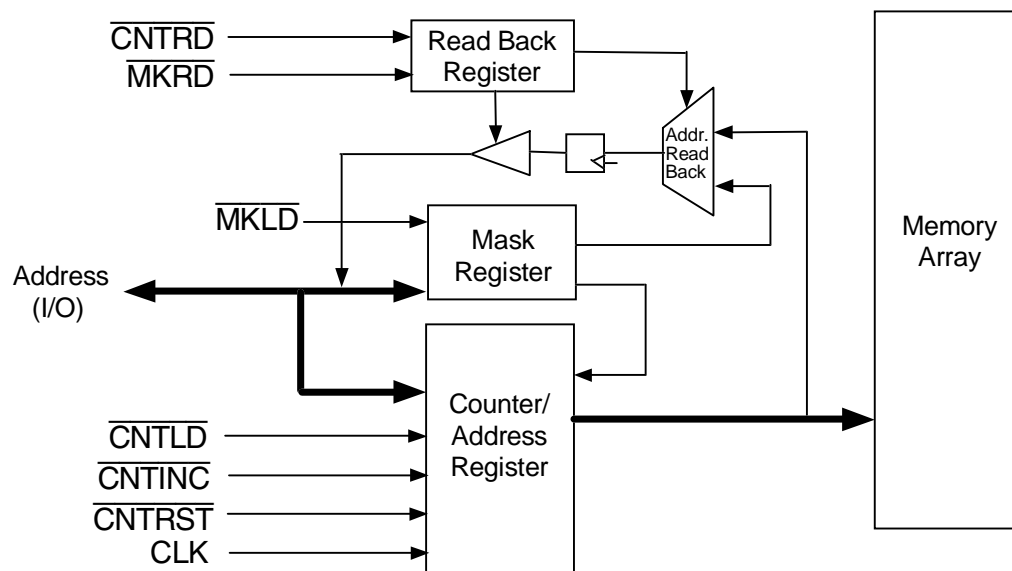 CNTRD
MKRD
Read Back
Register
Addr.
Read
Back
MKLD
Mask
Register
Memory
Array
Address
(I/O)
Counter/
Address
Register
CNTLD
CNTINC
CNTRST
CLK